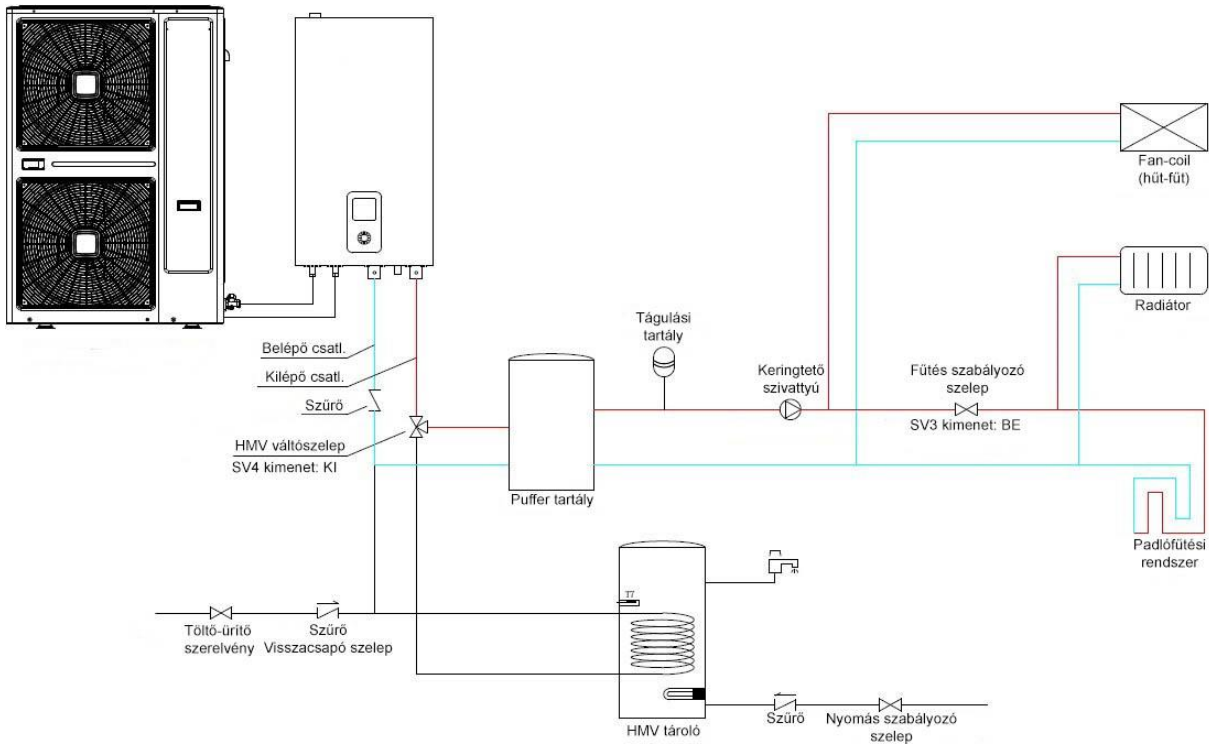 Fan-coil
(hűt-fűt)
Radiátor
Tágulási
tartály
Belépő csatl.
Kilépő csatl.
Keringtető
szivattyú
Fűtés szabályozó
szelep
Szűrő
SV3 kimenet: BE
HMV váltószelep
SV4 kimenet: KI
Puffer tartály
Padlófűtési
rendszer
T7
Töltő-ürítő
szerelvény
Szűrő
Visszacsapó szelep
HMV tároló
Szűrő
Nyomás szabályozó
szelep